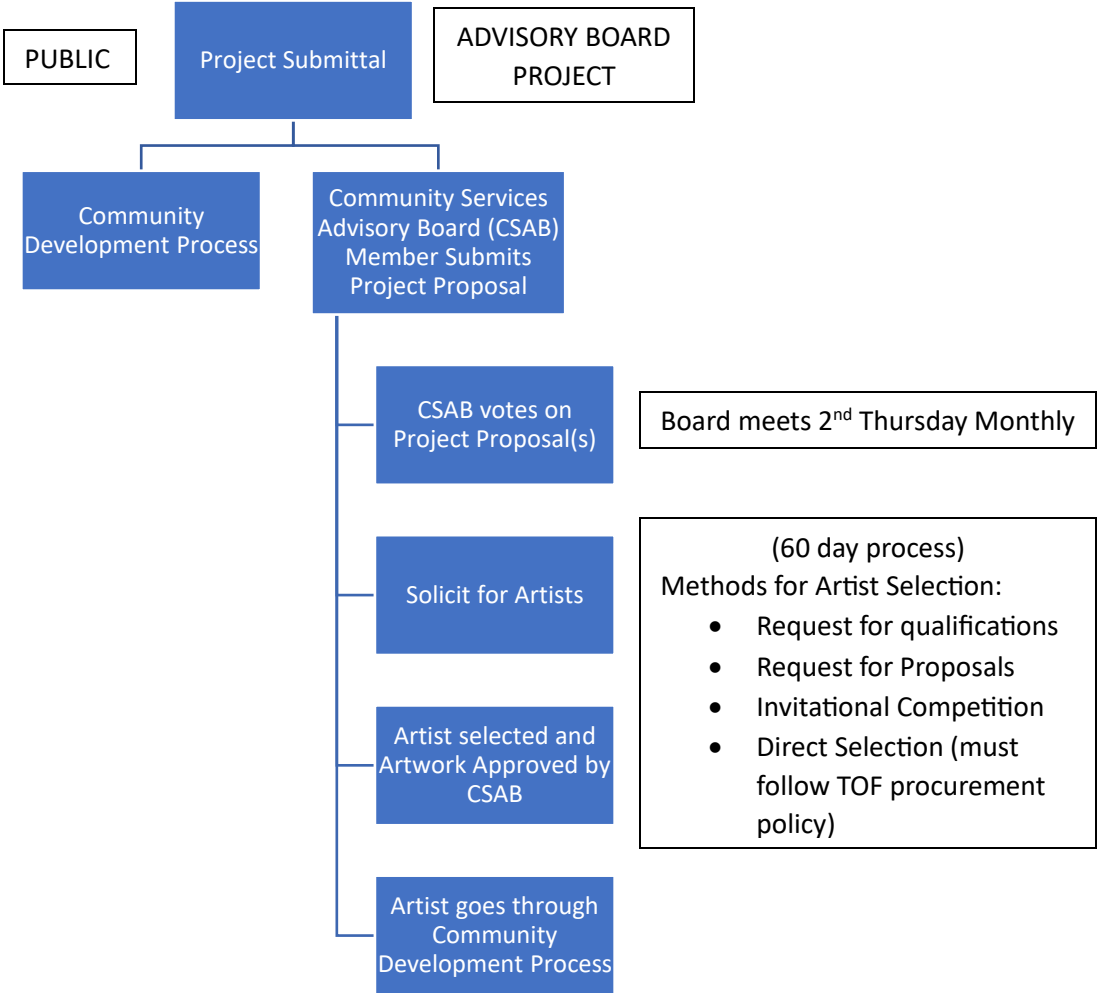 PUBLIC
Project Submittal
ADVISORY BOARD
PROJECT
Community
Development Process
Community Services
Advisory Board (CSAB)
Member Submits
Project Proposal
CSAB votes on
Project Proposal(s)
Board meets 2nd Thursday Monthly
Solicit for Artists
(60 day process)
Methods for Artist Selection:
• Request for qualifications
• Request for Proposals
• Invitational Competition
• Direct Selection (must
follow TOF procurement
policy)
Artist selected and
Artwork Approved by
CSAB
Artist goes through
Community
Development Process